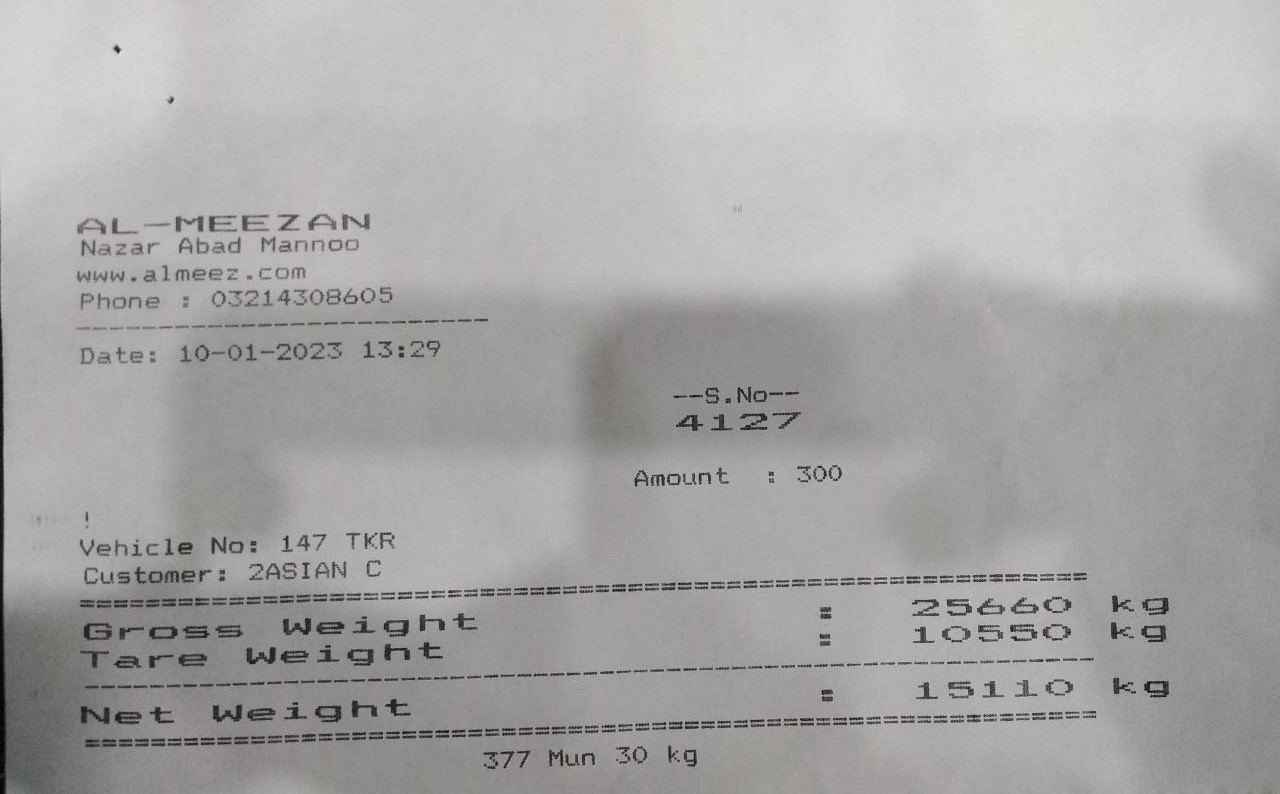 AL-MEEZAN
Nazar Abad Mannoo
www.almeez.com
Phone : 03214308605
------------------------------
Date: 10-01-2023 13:29
--S.No--
4127
Amount : 300
!
Vehicle No: 147 TKR
Customer: 2ASIAN C
Gross Weight : 25660 kg
Tare Weight : 10550 kg
Net Weight : 15110 kg
377 Mun 30 kg